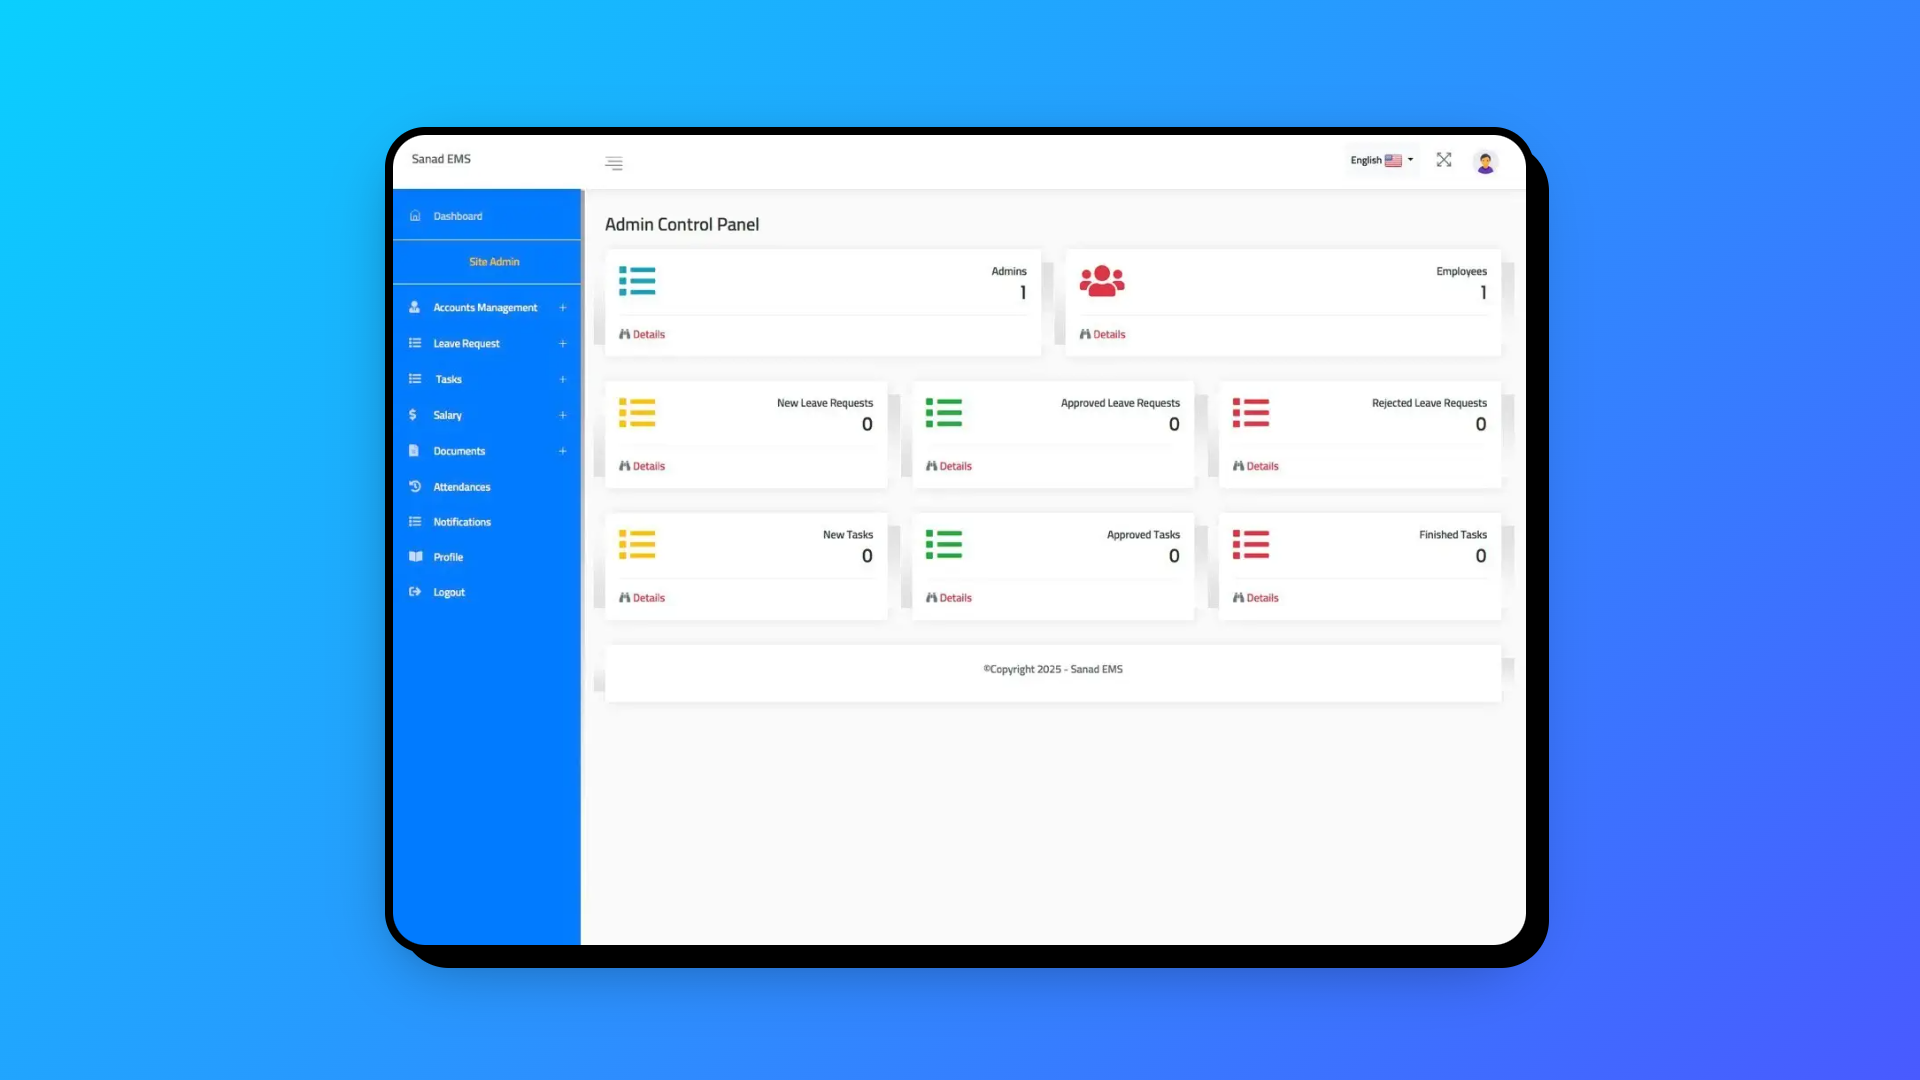 Sanad EMS
English
Dashboard
Site Admin
Accounts Management +
Leave Request +
Tasks +
Salary +
Documents +
Attendances
Notifications
Profile
Logout
Admin Control Panel
Admins
1
Details
Employees
1
Details
New Leave Requests
0
Details
Approved Leave Requests
0
Details
Rejected Leave Requests
0
Details
New Tasks
0
Details
Approved Tasks
0
Details
Finished Tasks
0
Details
©Copyright 2025 - Sanad EMS